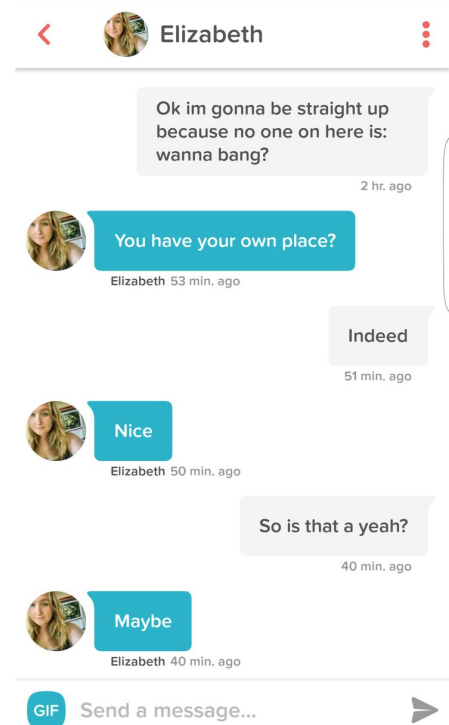 Elizabeth
Ok im gonna be straight up
because no one on here is:
wanna bang?
2 hr. ago
You have your own place?
Elizabeth 53 min. ago
Indeed
51 min. ago
Nice
Elizabeth 50 min. ago
So is that a yeah?
40 min. ago
Maybe
Elizabeth 40 min. ago
GIF Send a message...